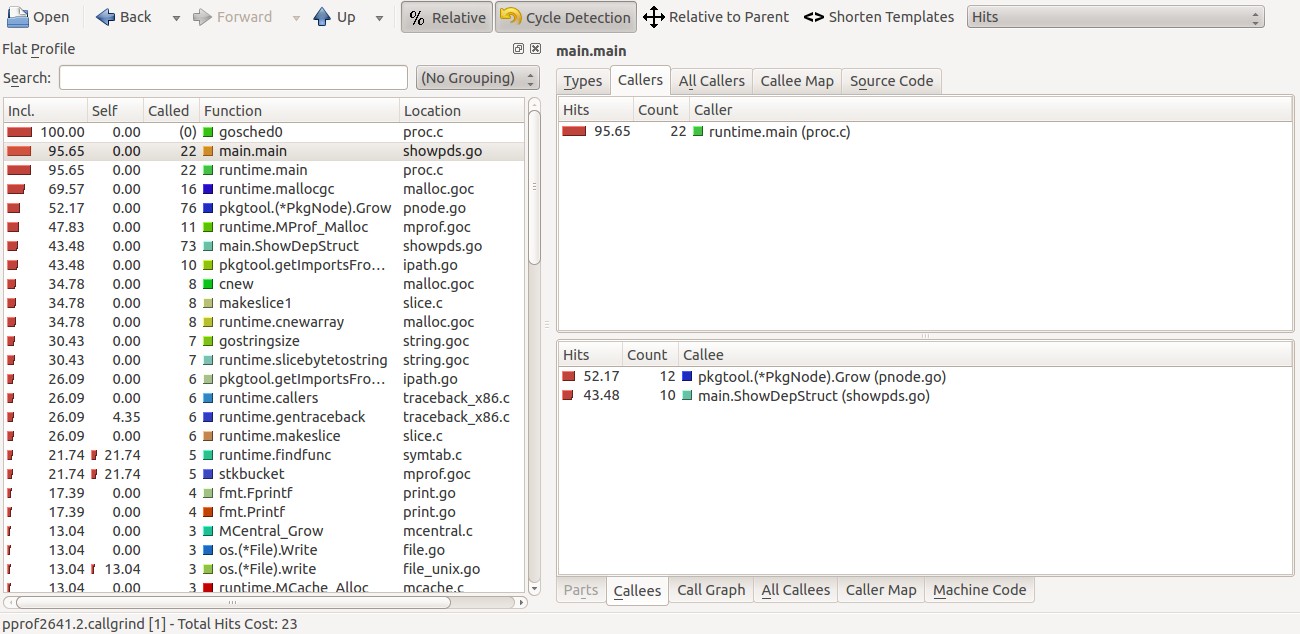 Open Back Forward Up % Relative Cycle Detection Relative to Parent <> Shorten Templates Hits
Flat Profile
Search: (No Grouping)
Incl. Self Called Function Location
100.00 0.00 (0) gosched0 proc.c
95.65 0.00 22 main.main showpds.go
95.65 0.00 22 runtime.main proc.c
69.57 0.00 16 runtime.mallocgc malloc.goc
52.17 0.00 76 pkgtool.(*PkgNode).Grow pnode.go
47.83 0.00 11 runtime.MProf_Malloc mprof.goc
43.48 0.00 73 main.ShowDepStruct showpds.go
43.48 0.00 10 pkgtool.getImportsFro... ipath.go
34.78 0.00 8 cnew malloc.goc
34.78 0.00 8 makeslice1 slice.c
34.78 0.00 8 runtime.cnewarray malloc.goc
30.43 0.00 7 gostringsize string.goc
30.43 0.00 7 runtime.slicebytetostring string.goc
26.09 0.00 6 pkgtool.getImportsFro... ipath.go
26.09 0.00 6 runtime.callers traceback_x86.c
26.09 4.35 6 runtime.gentraceback traceback_x86.c
26.09 0.00 6 runtime.makeslice slice.c
21.74 21.74 5 runtime.findfunc symtab.c
21.74 21.74 5 stkbucket mprof.goc
17.39 0.00 4 fmt.Fprintf print.go
17.39 0.00 4 fmt.Printf print.go
13.04 0.00 3 MCentral_Grow mcentral.c
13.04 0.00 3 os.(*File).Write file.go
13.04 13.04 3 os.(*File).write file_unix.go
13.04 0.00 3 runtime.MCache_Alloc mcache.c
main.main
Types Callers All Callers Callee Map Source Code
Hits Count Caller
95.65 22 runtime.main (proc.c)
Hits Count Callee
52.17 12 pkgtool.(*PkgNode).Grow (pnode.go)
43.48 10 main.ShowDepStruct (showpds.go)
Parts Callees Call Graph All Callees Caller Map Machine Code
pprof2641.2.callgrind [1] - Total Hits Cost: 23